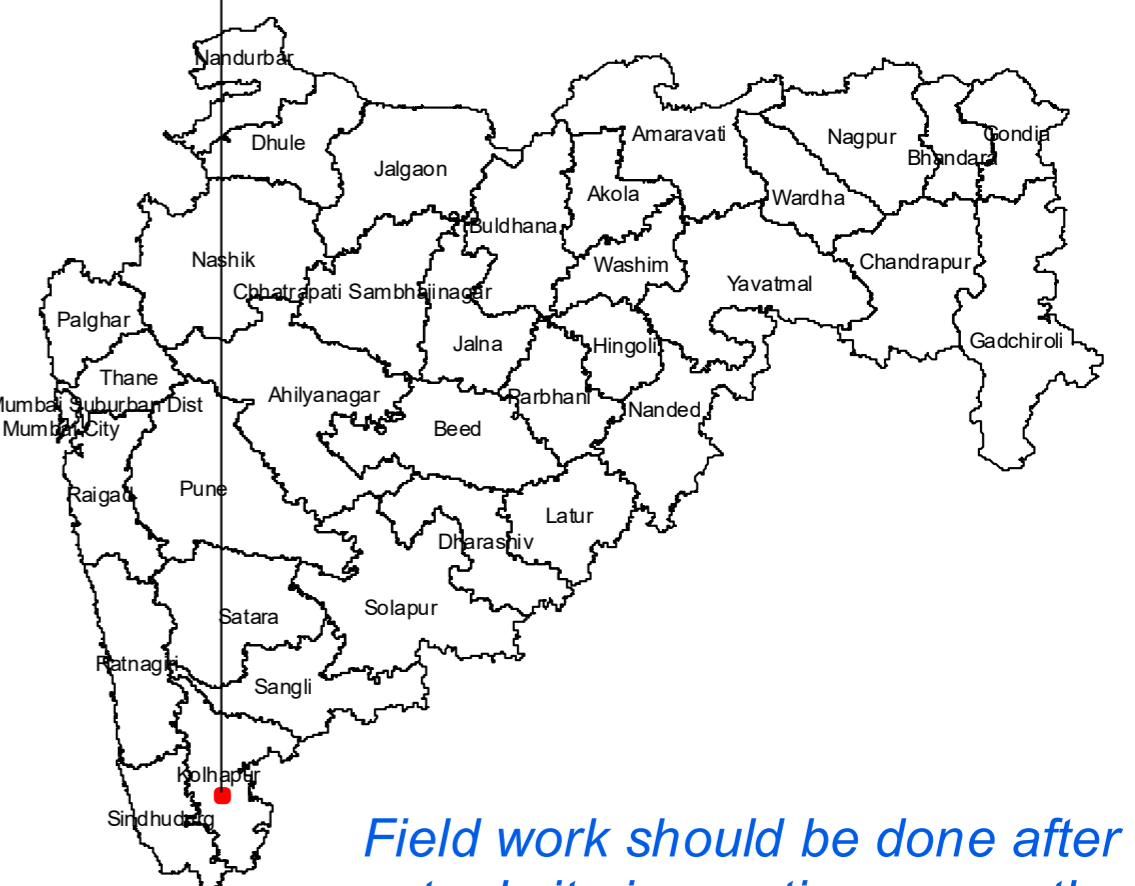 Nandurbar
Dhule
Jalgaon
Amaravati
Nagpur
Gondia
Bhandara
Akola
Wardha
Buldhana
Nashik
Washim
Chandrapur
Yavatmal
Chhatrapati Sambhajinagar
Palghar
Jalna
Hingoli
Gadchiroli
Thane
Ahilyanagar
Parbhani
Mumbai Suburban Dist
Nanded
Mumbai City
Beed
Raigad
Pune
Latur
Dharashiv
Solapur
Satara
Ratnagiri
Sangli
Kolhapur
Sindhudurg
Field work should be done after